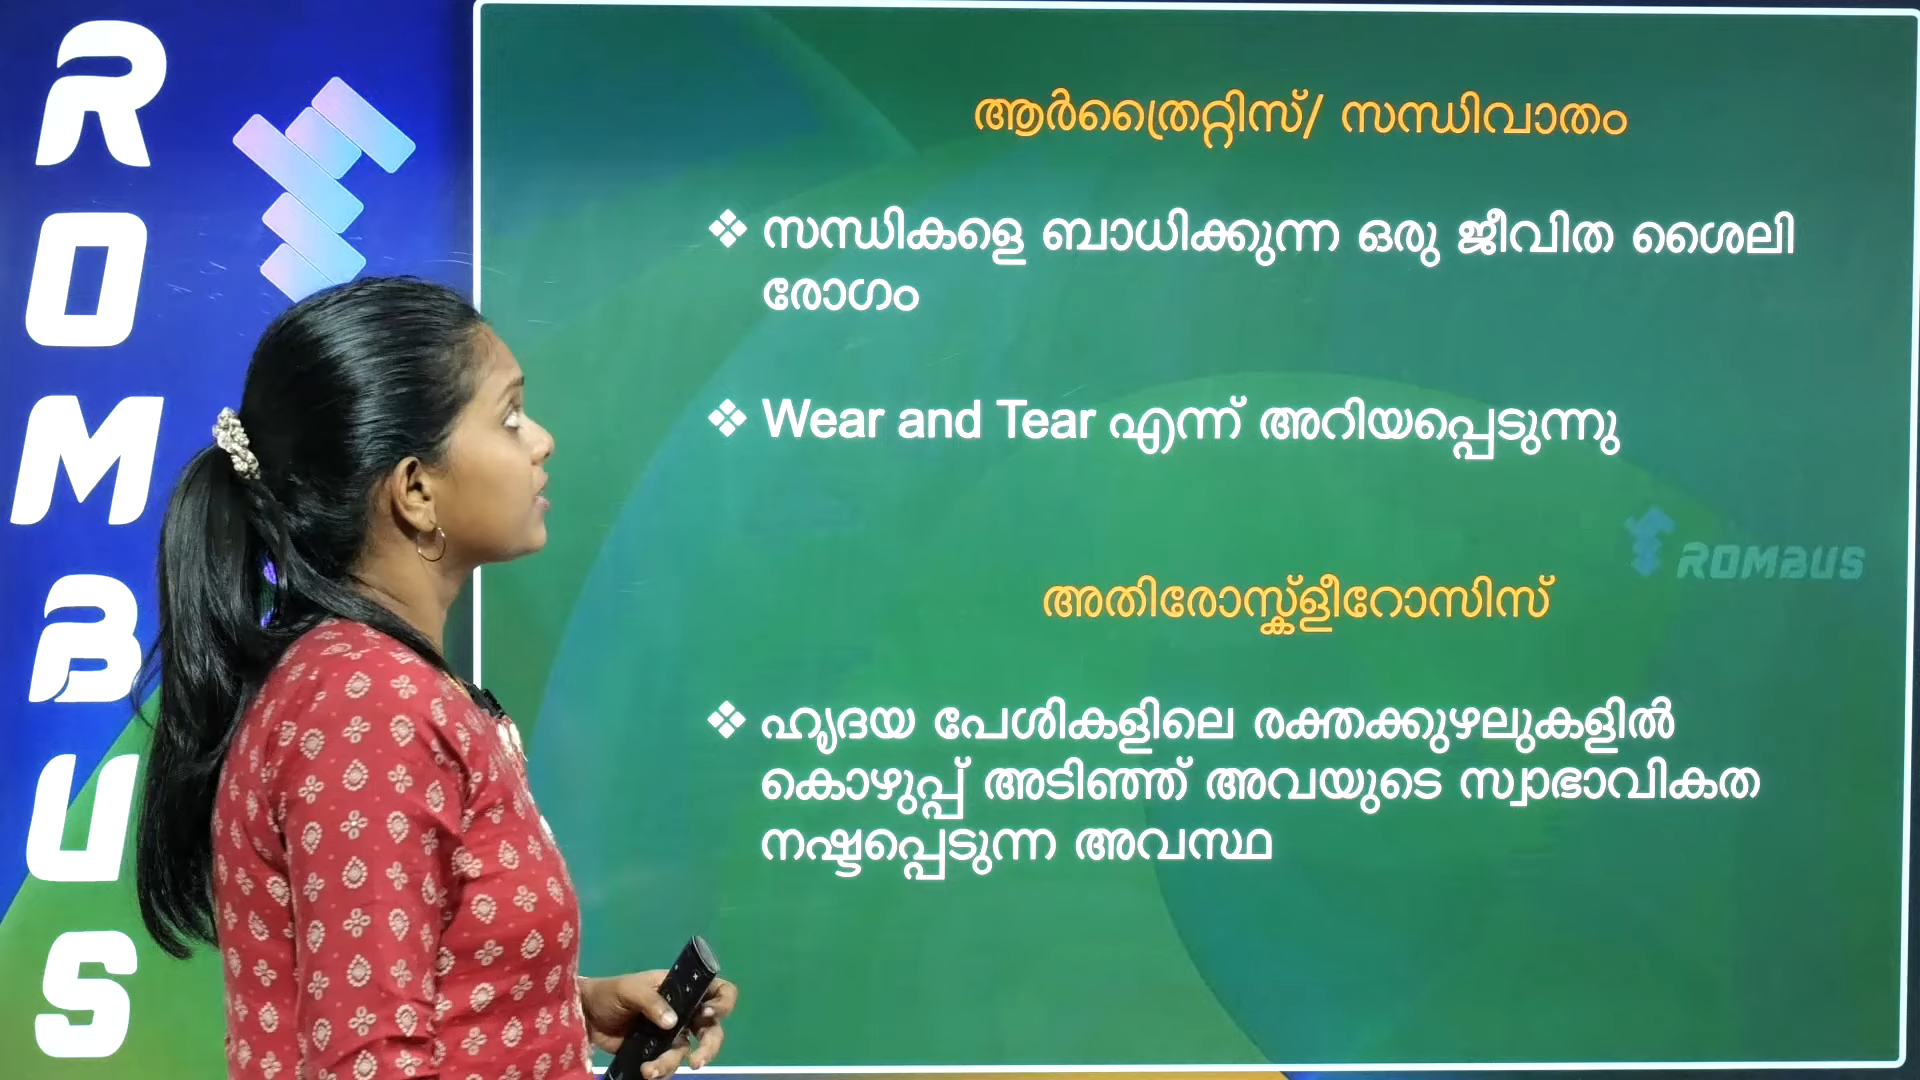 ROMBUS
ആർത്രൈറ്റിസ്/ സന്ധിവാതം
❖ സന്ധികളെ ബാധിക്കുന്ന ഒരു ജീവിത ശൈലി
രോഗം
❖ Wear and Tear എന്ന് അറിയപ്പെടുന്നു
ROMBUS
അതിരോസ്ക്ളീറോസിസ്
❖ ഹൃദയ പേശികളിലെ രക്തക്കുഴലുകളിൽ
കൊഴുപ്പ് അടിഞ്ഞ് അവയുടെ സ്വാഭാവികത
നഷ്ടപ്പെടുന്ന അവസ്ഥ